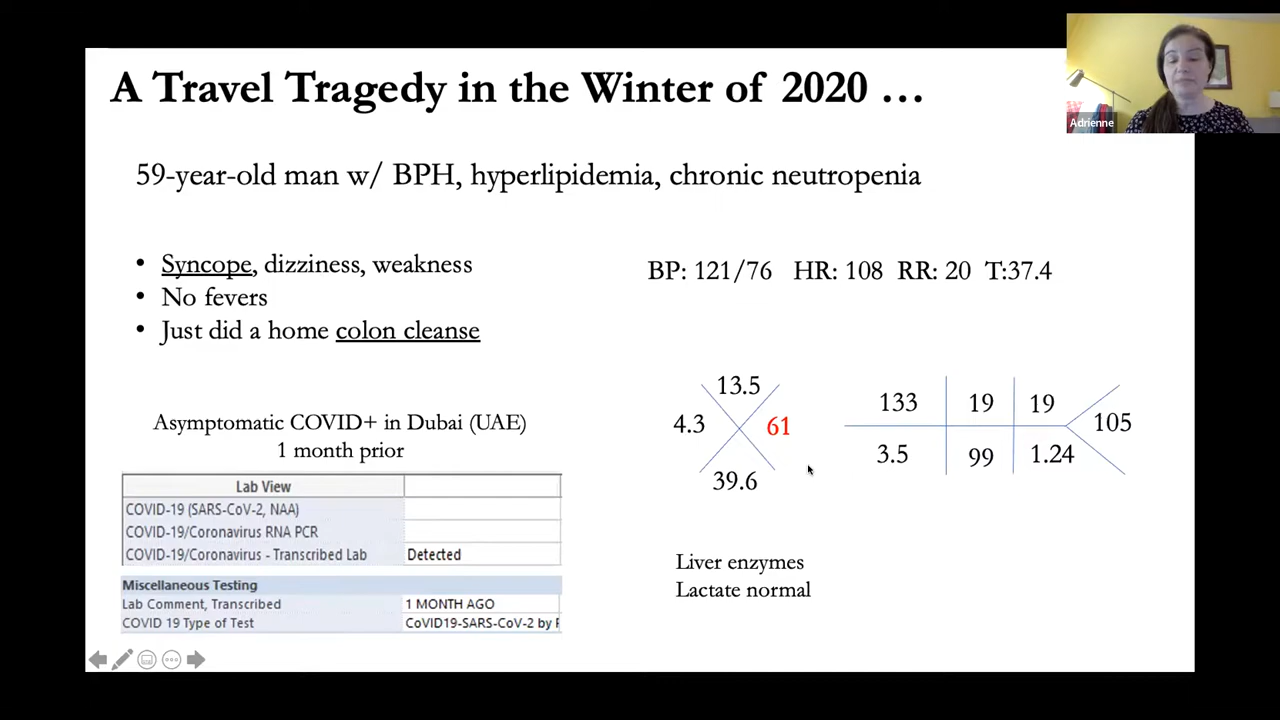 A Travel Tragedy in the Winter of 2020 …
Adrienne
59-year-old man w/ BPH, hyperlipidemia, chronic neutropenia
• Syncope, dizziness, weakness
• No fevers
• Just did a home colon cleanse
BP: 121/76 HR: 108 RR: 20 T:37.4
13.5
4.3 61
39.6
133 19 19 105
3.5 99 1.24
Asymptomatic COVID+ in Dubai (UAE)
1 month prior
Lab View
COVID-19 (SARS-CoV-2, NAA)
COVID-19/Coronavirus RNA PCR
COVID-19/Coronavirus - Transcribed Lab Detected
Miscellaneous Testing
Lab Comment, Transcribed 1 MONTH AGO
COVID 19 Type of Test CoVID19-SARS-CoV-2 by
Liver enzymes
Lactate normal